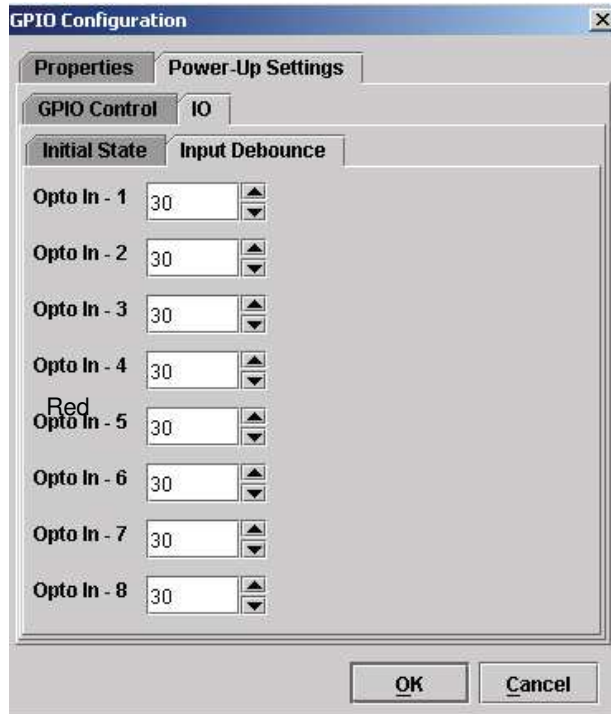 GPIO Configuration
Properties Power-Up Settings
GPIO Control IO
Initial State Input Debounce
Opto In - 1 30
Opto In - 2 30
Opto In - 3 30
Opto In - 4 30
Red
Opto In - 5 30
Opto In - 6 30
Opto In - 7 30
Opto In - 8 30
OK Cancel